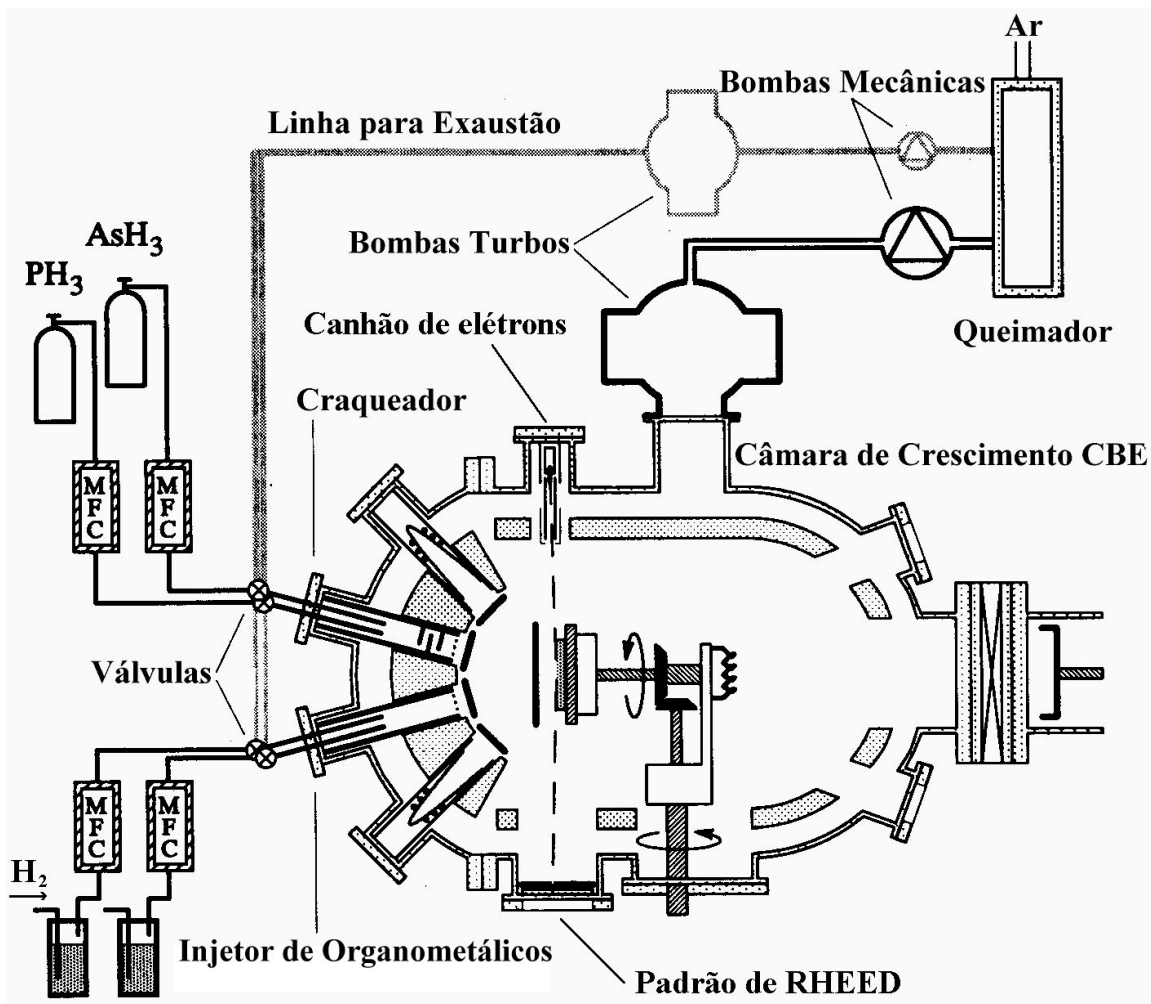 Ar
Bombas Mecânicas
Linha para Exaustão
AsH₃
Bombas Turbos
PH₃
Canhão de elétrons
Queimador
Craqueador
Câmara de Crescimento CBE
MFC
MFC
Válvulas
MFC
MFC
H₂
Injetor de Organometálicos
Padrão de RHEED